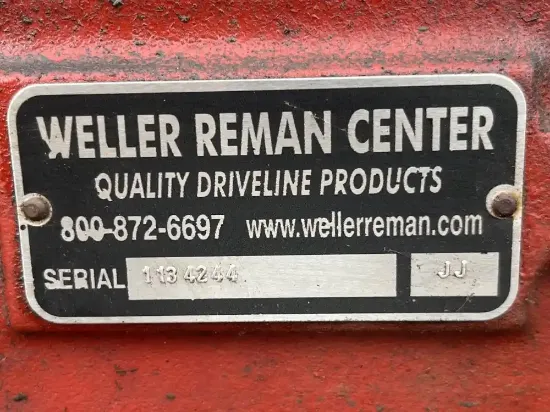 WELLER REMAN CENTER
QUALITY DRIVELINE PRODUCTS
800-872-6697 www.wellerreman.com
SERIAL 1134244 JJ